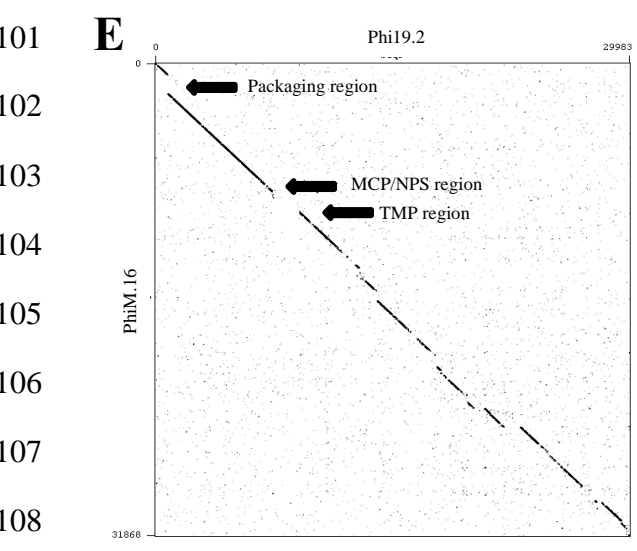 101
E
Phi19.2
0
29983
0
Packaging region
102
103
MCP/NPS region
TMP region
104
PhiM.16
105
106
107
31868
108